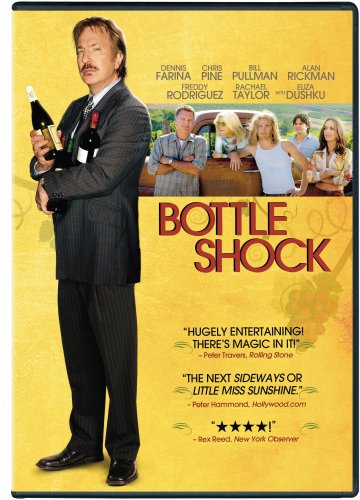 DENNIS FARINA CHRIS PINE BILL PULLMAN ALAN RICKMAN
FREDDY RODRIGUEZ RACHAEL TAYLOR WITH ELIZA DUSHKU
BOTTLE
SHOCK
"HUGELY ENTERTAINING!
THERE'S MAGIC IN IT!"
– Peter Travers, Rolling Stone
"THE NEXT SIDEWAYS OR
LITTLE MISS SUNSHINE."
– Peter Hammond, Hollywood.com
"★★★★!"
– Rex Reed, New York Observer